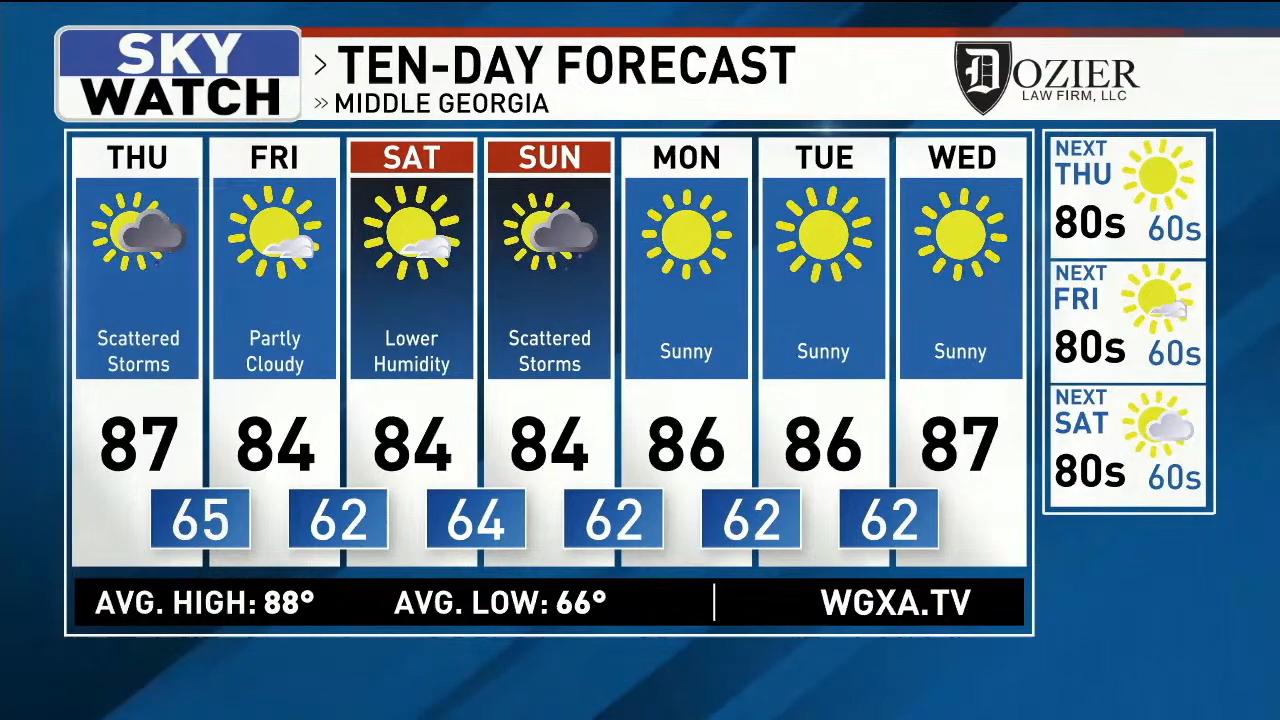 SKY
WATCH
> TEN-DAY FORECAST
» MIDDLE GEORGIA
D
OZIER
LAW FIRM, LLC
THU
Scattered
Storms
87
65
FRI
Partly
Cloudy
84
62
SAT
Lower
Humidity
84
64
SUN
Scattered
Storms
84
62
MON
Sunny
86
62
TUE
Sunny
86
62
WED
Sunny
87
NEXT
THU
80s 60s
NEXT
FRI
80s 60s
NEXT
SAT
80s 60s
AVG. HIGH: 88° AVG. LOW: 66° | WGXA.TV